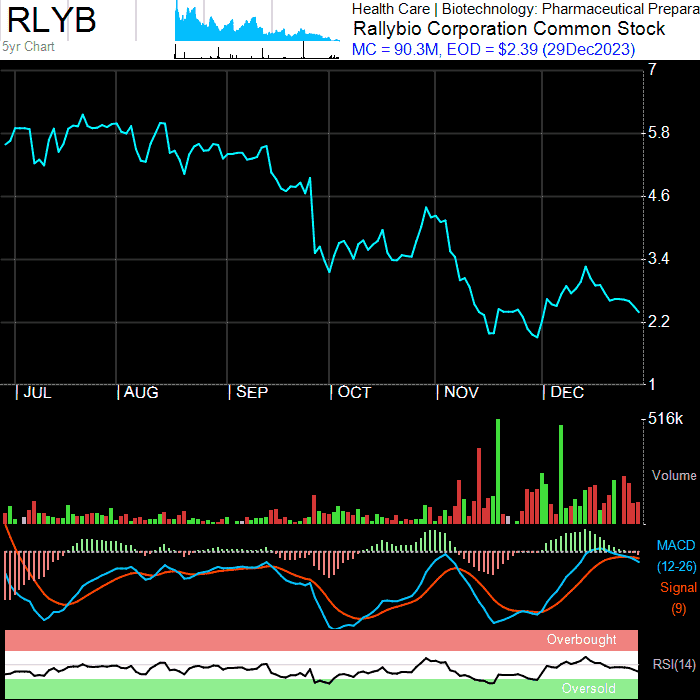 RLYB
5yr Chart
Health Care | Biotechnology: Pharmaceutical Prepara
Rallybio Corporation Common Stock
MC = 90.3M, EOD = $2.39 (29Dec2023)
7
5.8
4.6
3.4
2.2
1
| JUL | AUG | SEP | OCT | NOV | DEC
516k
Volume
MACD
(12-26)
Signal
(9)
Overbought
RSI(14)
Oversold